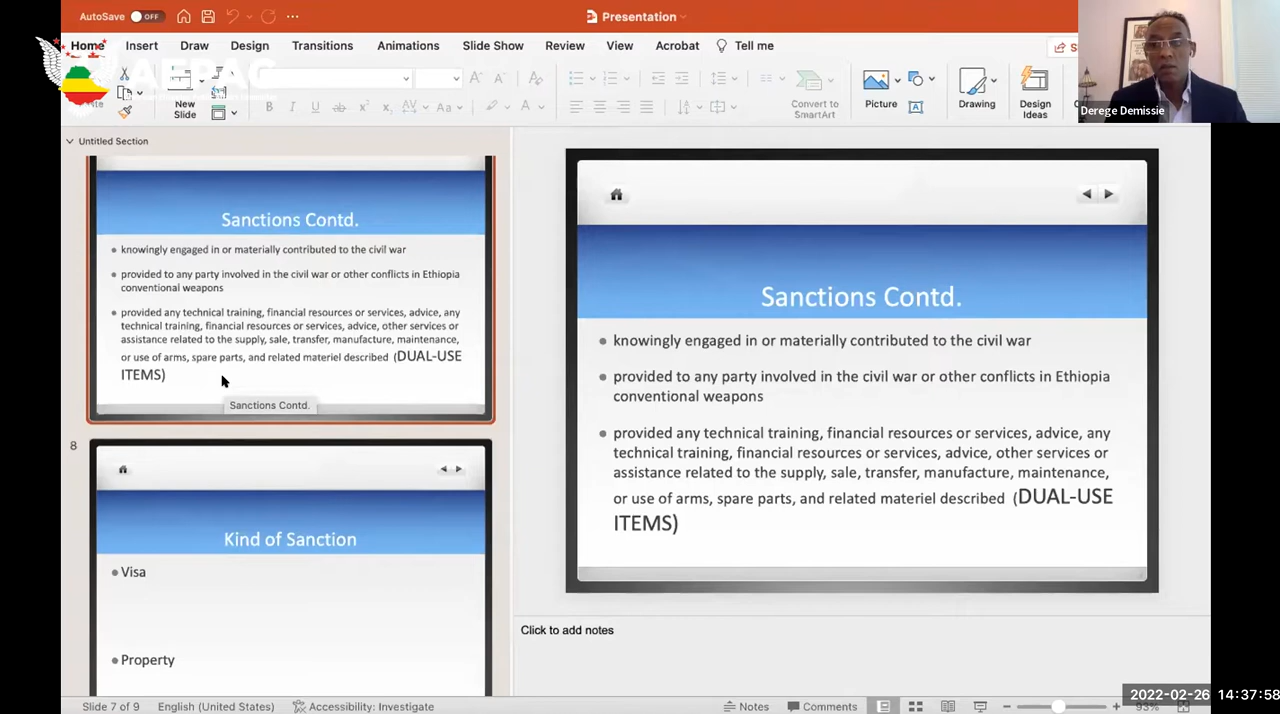 AutoSave OFF Presentation
Home Insert Draw Design Transitions Animations Slide Show Review View Acrobat Tell me
AEPAC
New
Slide
Convert to
SmartArt
Picture
Drawing
Design
Ideas
Derege Demissie
Untitled Section
Sanctions Contd.
knowingly engaged in or materially contributed to the civil war
provided to any party involved in the civil war or other conflicts in Ethiopia
conventional weapons
provided any technical training, financial resources or services, advice, any
technical training, financial resources or services, advice, other services or
assistance related to the supply, sale, transfer, manufacture, maintenance,
or use of arms, spare parts, and related materiel described (DUAL-USE
ITEMS)
Sanctions Contd.
8
Kind of Sanction
Visa
Property
Sanctions Contd.
knowingly engaged in or materially contributed to the civil war
provided to any party involved in the civil war or other conflicts in Ethiopia
conventional weapons
provided any technical training, financial resources or services, advice, any
technical training, financial resources or services, advice, other services or
assistance related to the supply, sale, transfer, manufacture, maintenance,
or use of arms, spare parts, and related materiel described (DUAL-USE
ITEMS)
Click to add notes
2022-02-26 14:37:58
Slide 7 of 9 English (United States) Accessibility: Investigate Notes Comments 93%